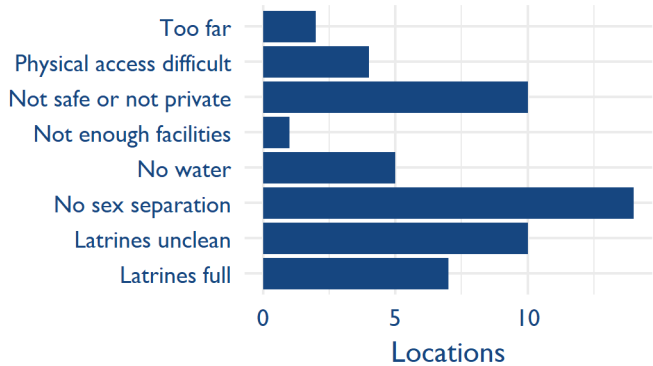 Too far
Physical access difficult
Not safe or not private
Not enough facilities
No water
No sex separation
Latrines unclean
Latrines full
0 5 10
Locations